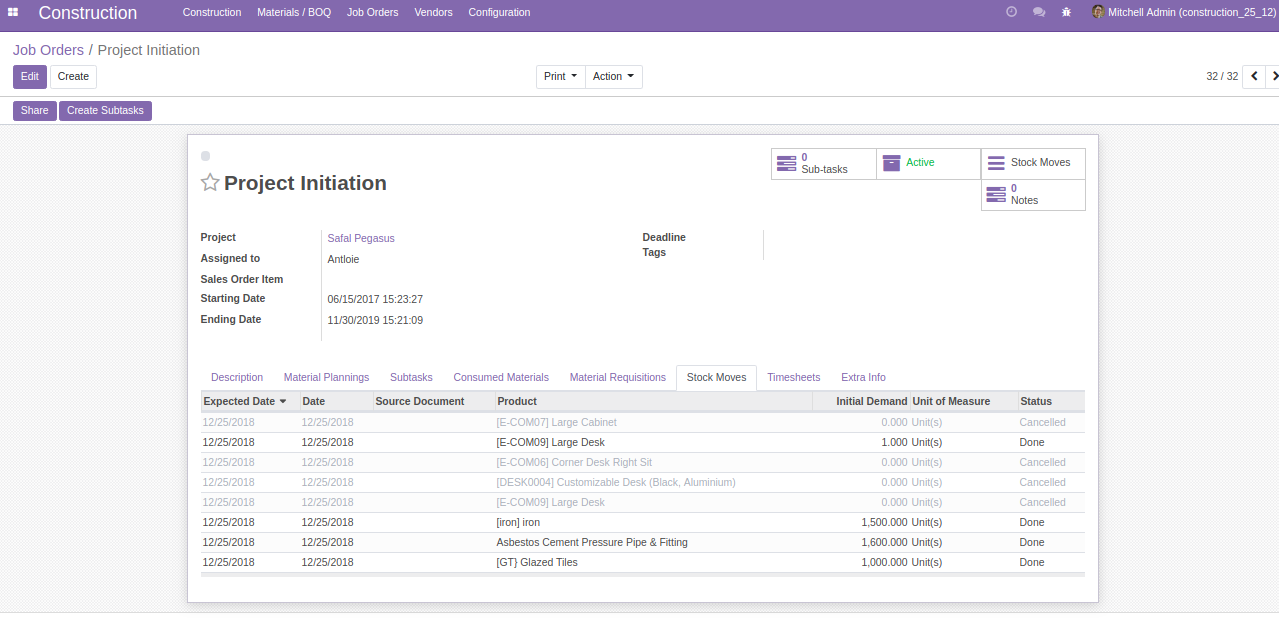 Construction Construction Materials / BOQ Job Orders Vendors Configuration Mitchell Admin (construction_25_12)
Job Orders / Project Initiation
Edit Create Print Action 32 / 32
Share Create Subtasks
0
Sub-tasks
Active
Stock Moves
0
Notes
Project Initiation
Project Safal Pegasus
Assigned to Antloie
Sales Order Item
Starting Date 06/15/2017 15:23:27
Ending Date 11/30/2019 15:21:09
Deadline
Tags
Description Material Plannings Subtasks Consumed Materials Material Requisitions Stock Moves Timesheets Extra Info
Expected Date Date Source Document Product Initial Demand Unit of Measure Status
12/25/2018 12/25/2018 [E-COM07] Large Cabinet 0.000 Unit(s) Cancelled
12/25/2018 12/25/2018 [E-COM09] Large Desk 1.000 Unit(s) Done
12/25/2018 12/25/2018 [E-COM06] Corner Desk Right Sit 0.000 Unit(s) Cancelled
12/25/2018 12/25/2018 [DESK0004] Customizable Desk (Black, Aluminium) 0.000 Unit(s) Cancelled
12/25/2018 12/25/2018 [E-COM09] Large Desk 0.000 Unit(s) Cancelled
12/25/2018 12/25/2018 [iron] iron 1,500.000 Unit(s) Done
12/25/2018 12/25/2018 Asbestos Cement Pressure Pipe & Fitting 1,600.000 Unit(s) Done
12/25/2018 12/25/2018 [GT} Glazed Tiles 1,000.000 Unit(s) Done